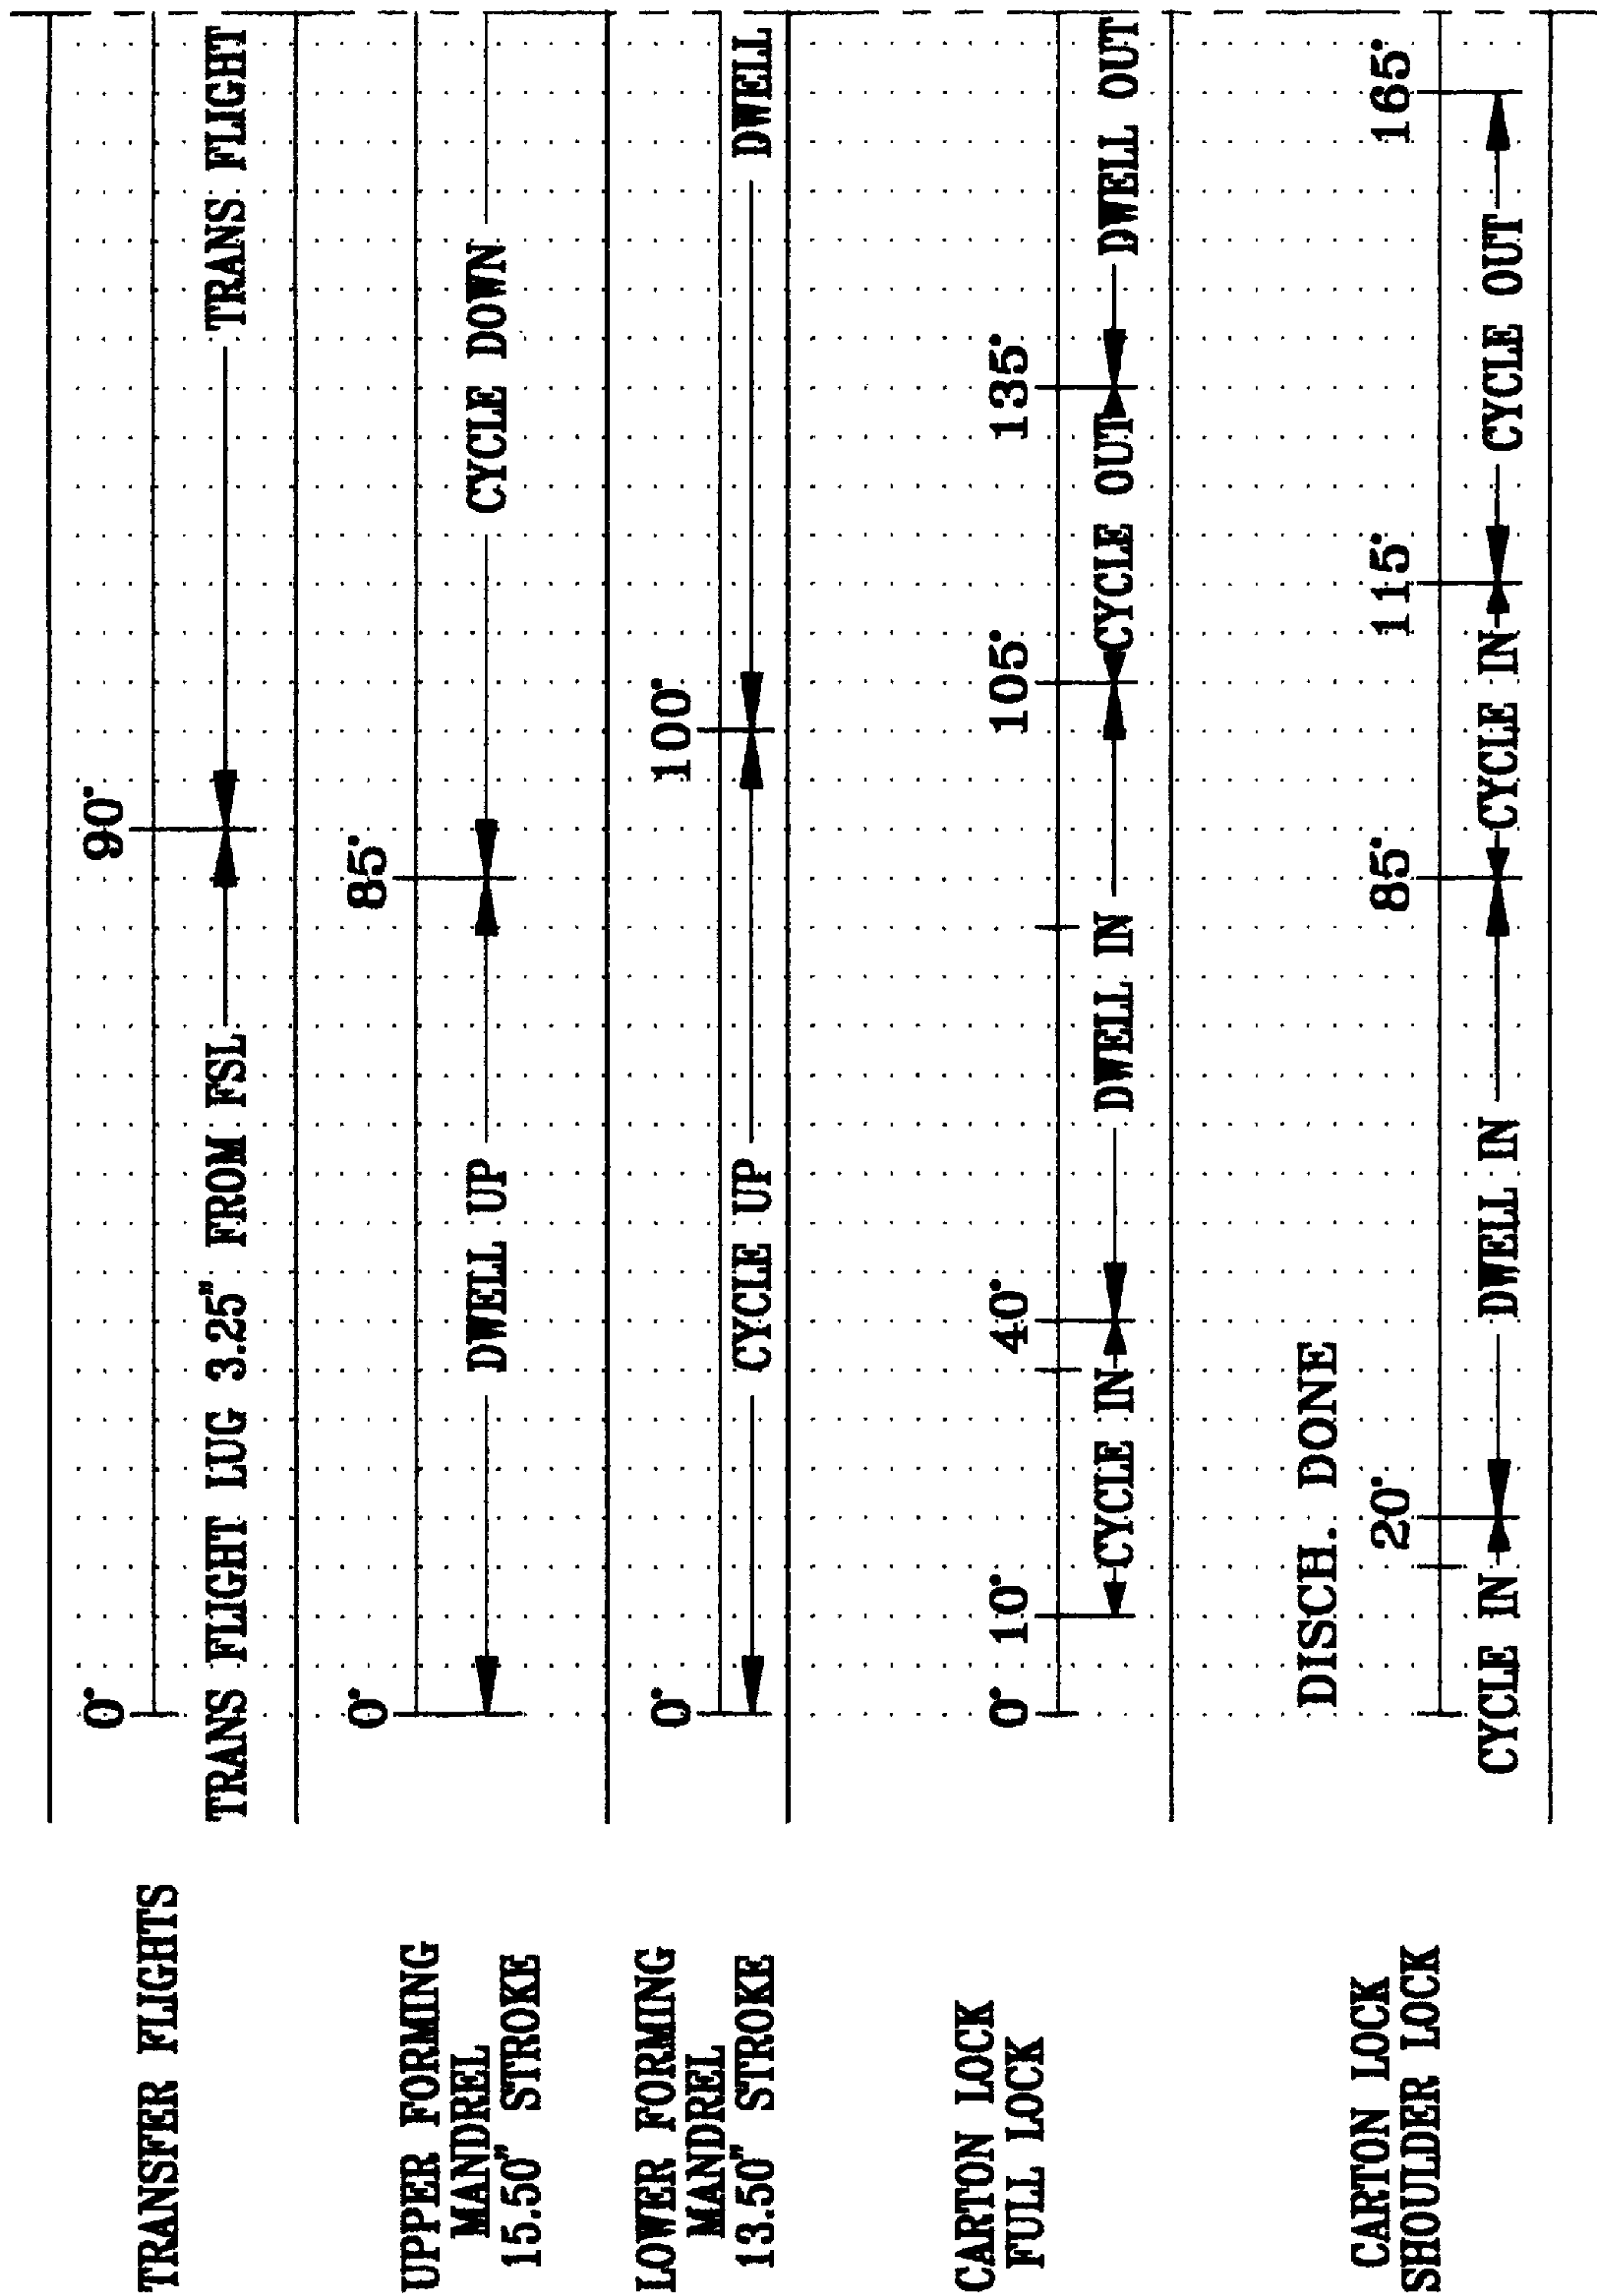 TRANSFER FLIGHTS
0°
90°
TRANS FLIGHT LUG 3.25" FROM FSL
TRANS FLIGHT
UPPER FORMING
MANDREL
15.50" STROKE
0°
85°
DWELL UP
CYCLE DOWN
LOWER FORMING
MANDREL
13.50" STROKE
0°
100°
CYCLE UP
DWELL
CARTON LOCK
FULL LOCK
0°
10°
40°
105°
135°
CYCLE IN
DWELL IN
CYCLE OUT
DWELL OUT
CARTON LOCK
SHOULDER LOCK
DISCH. DONE
20°
85°
115°
165°
CYCLE IN
DWELL IN
CYCLE IN
CYCLE OUT